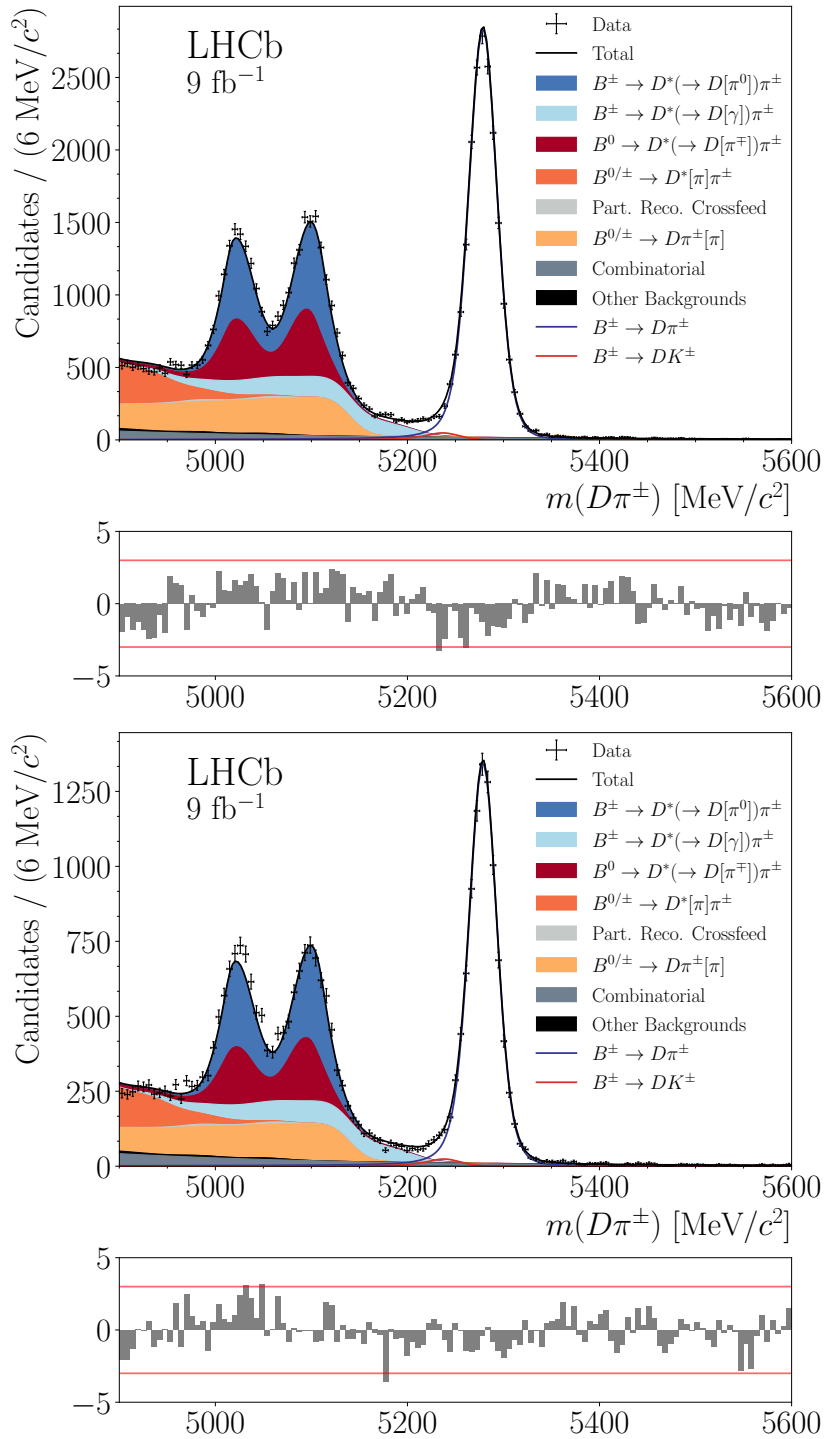 LHCb
9 fb⁻¹
Data
Total
B± → D*(→ D[π⁰])π±
B± → D*(→ D[γ])π±
B⁰ → D*(→ D[π∓])π±
B⁰/± → D*[π]π±
Part. Reco. Crossfeed
B⁰/± → Dπ±[π]
Combinatorial
Other Backgrounds
B± → Dπ±
B± → DK±
Candidates / (6 MeV/c²)
2500
2000
1500
1000
500
0
5000 5200 5400 5600
m(Dπ±) [MeV/c²]
5
0
−5
5000 5200 5400 5600
LHCb
9 fb⁻¹
Data
Total
B± → D*(→ D[π⁰])π±
B± → D*(→ D[γ])π±
B⁰ → D*(→ D[π∓])π±
B⁰/± → D*[π]π±
Part. Reco. Crossfeed
B⁰/± → Dπ±[π]
Combinatorial
Other Backgrounds
B± → Dπ±
B± → DK±
Candidates / (6 MeV/c²)
1250
1000
750
500
250
0
5000 5200 5400 5600
m(Dπ±) [MeV/c²]
5
0
−5
5000 5200 5400 5600